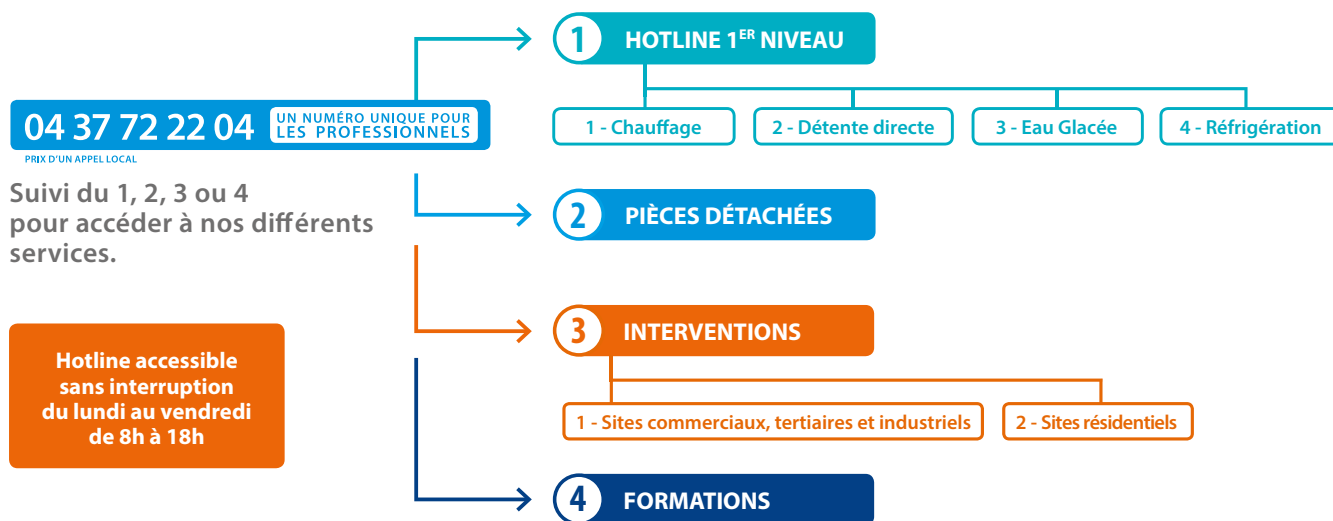 04 37 72 22 04
UN NUMÉRO UNIQUE POUR
LES PROFESSIONNELS
PRIX D'UN APPEL LOCAL
Suivi du 1, 2, 3 ou 4
pour accéder à nos différents
services.
Hotline accessible
sans interruption
du lundi au vendredi
de 8h à 18h
1 HOTLINE 1ER NIVEAU
1 - Chauffage
2 - Détente directe
3 - Eau Glacée
4 - Réfrigération
2 PIÈCES DÉTACHÉES
3 INTERVENTIONS
1 - Sites commerciaux, tertiaires et industriels
2 - Sites résidentiels
4 FORMATIONS